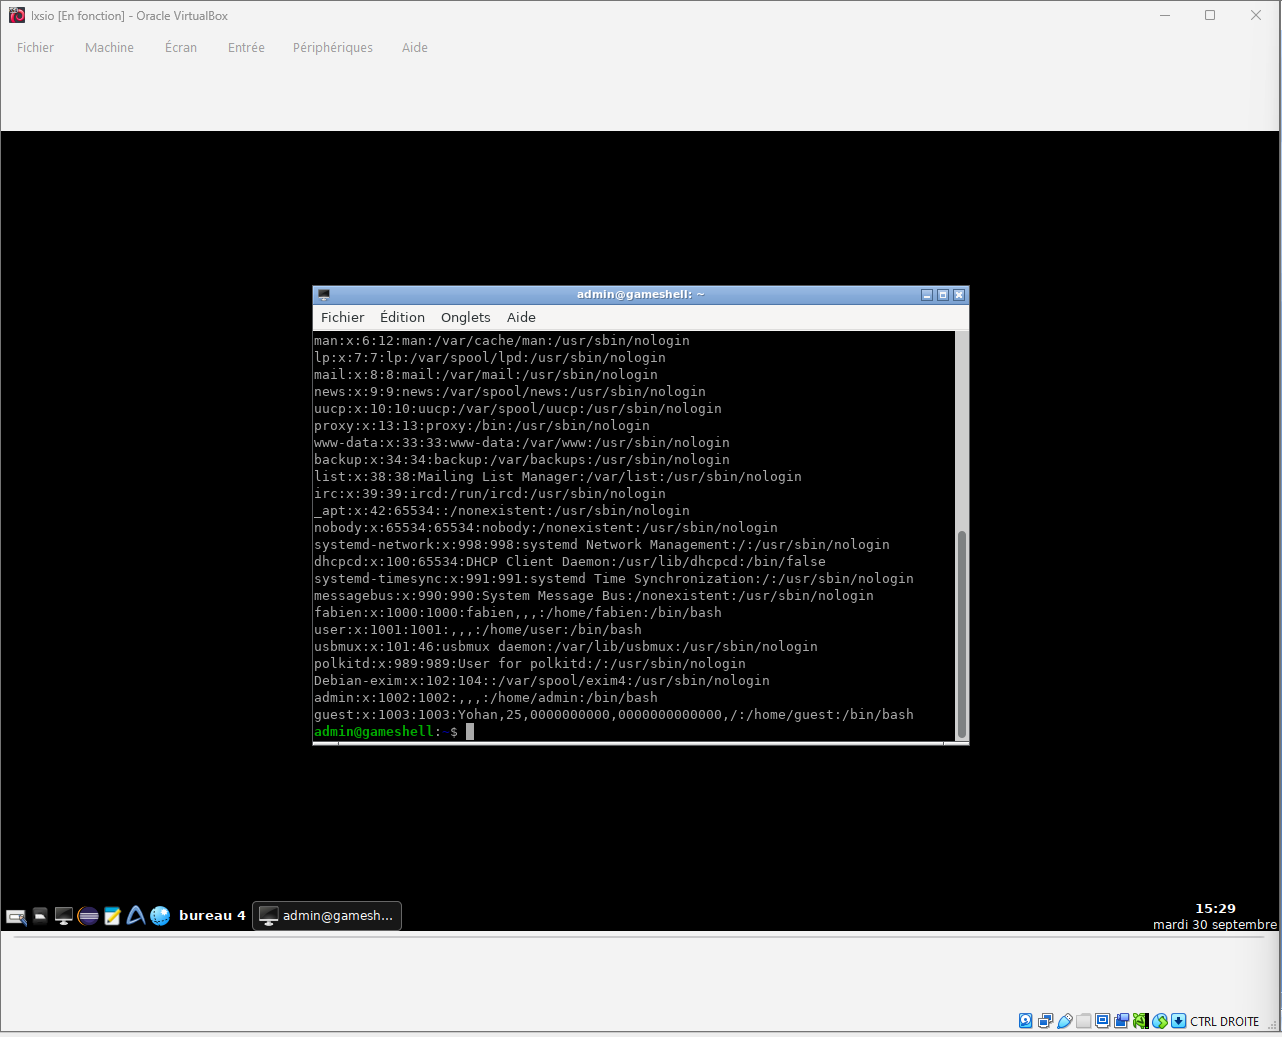 lxsio [En fonction] - Oracle VirtualBox
Fichier Machine Écran Entrée Périphériques Aide
admin@gameshell: ~
Fichier Édition Onglets Aide
man:x:6:12:man:/var/cache/man:/usr/sbin/nologin
lp:x:7:7:lp:/var/spool/lpd:/usr/sbin/nologin
mail:x:8:8:mail:/var/mail:/usr/sbin/nologin
news:x:9:9:news:/var/spool/news:/usr/sbin/nologin
uucp:x:10:10:uucp:/var/spool/uucp:/usr/sbin/nologin
proxy:x:13:13:proxy:/bin:/usr/sbin/nologin
www-data:x:33:33:www-data:/var/www:/usr/sbin/nologin
backup:x:34:34:backup:/var/backups:/usr/sbin/nologin
list:x:38:38:Mailing List Manager:/var/list:/usr/sbin/nologin
irc:x:39:39:ircd:/run/ircd:/usr/sbin/nologin
_apt:x:42:65534::/nonexistent:/usr/sbin/nologin
nobody:x:65534:65534:nobody:/nonexistent:/usr/sbin/nologin
systemd-network:x:998:998:systemd Network Management:/:/usr/sbin/nologin
dhcpcd:x:100:65534:DHCP Client Daemon:/usr/lib/dhcpcd:/bin/false
systemd-timesync:x:991:991:systemd Time Synchronization:/:/usr/sbin/nologin
messagebus:x:990:990:System Message Bus:/nonexistent:/usr/sbin/nologin
fabien:x:1000:1000:fabien,,,:/home/fabien:/bin/bash
user:x:1001:1001:,,,:/home/user:/bin/bash
usbmux:x:101:46:usbmux daemon:/var/lib/usbmux:/usr/sbin/nologin
polkitd:x:989:989:User for polkitd:/:/usr/sbin/nologin
Debian-exim:x:102:104::/var/spool/exim4:/usr/sbin/nologin
admin:x:1002:1002:,,,:/home/admin:/bin/bash
guest:x:1003:1003:Yohan,25,0000000000,0000000000000,/:/home/guest:/bin/bash
admin@gameshell:~$
bureau 4 admin@gamesh...
15:29
mardi 30 septembre
CTRL DROITE